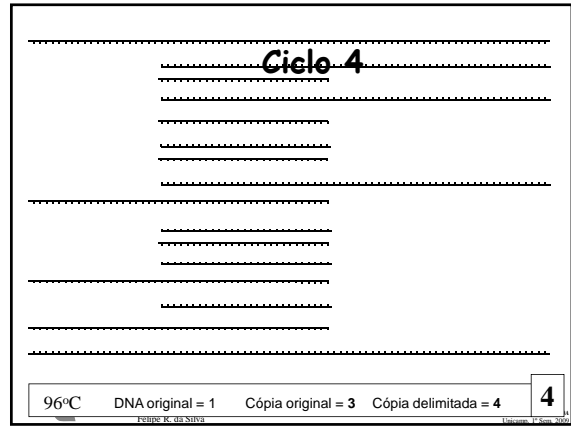 Ciclo 4
96ºC DNA original = 1 Cópia original = 3 Cópia delimitada = 4 4
Felipe R. da Silva Unicamp, 1º Sem. 2009